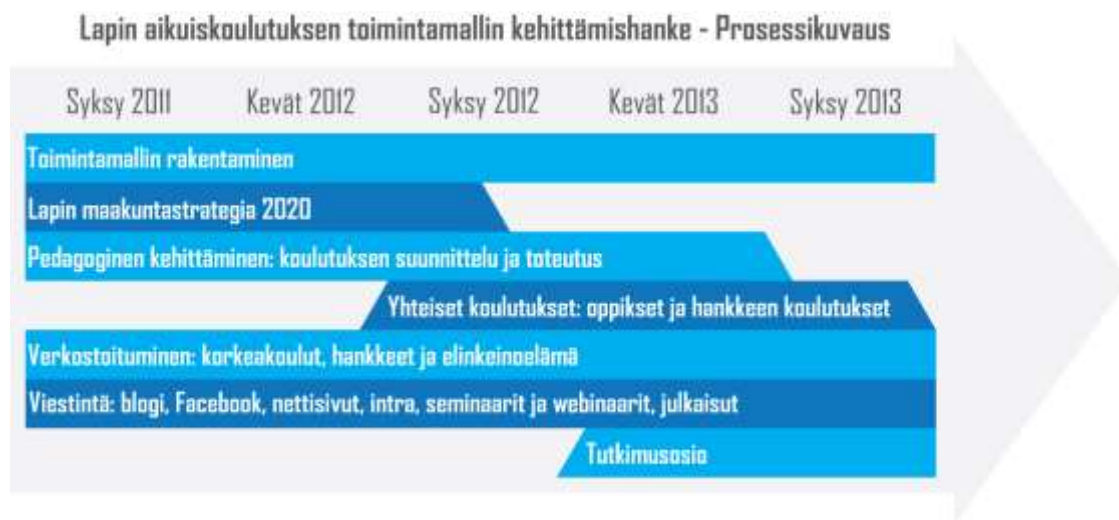 Lapin aikuiskoulutuksen toimintamallin kehittämishanke - Prosessikuvaus
Syksy 2011 Kevät 2012 Syksy 2012 Kevät 2013 Syksy 2013
Toimintamallin rakentaminen
Lapin maakuntastrategia 2020
Pedagoginen kehittäminen: koulutuksen suunnittelu ja toteutus
Yhteiset koulutukset: oppikset ja hankkeen koulutukset
Verkostoituminen: korkeakoulut, hankkeet ja elinkeinoelämä
Viestintä: blogi, Facebook, nettisivut, intra, seminaarit ja webinaarit, julkaisut
Tutkimusosio